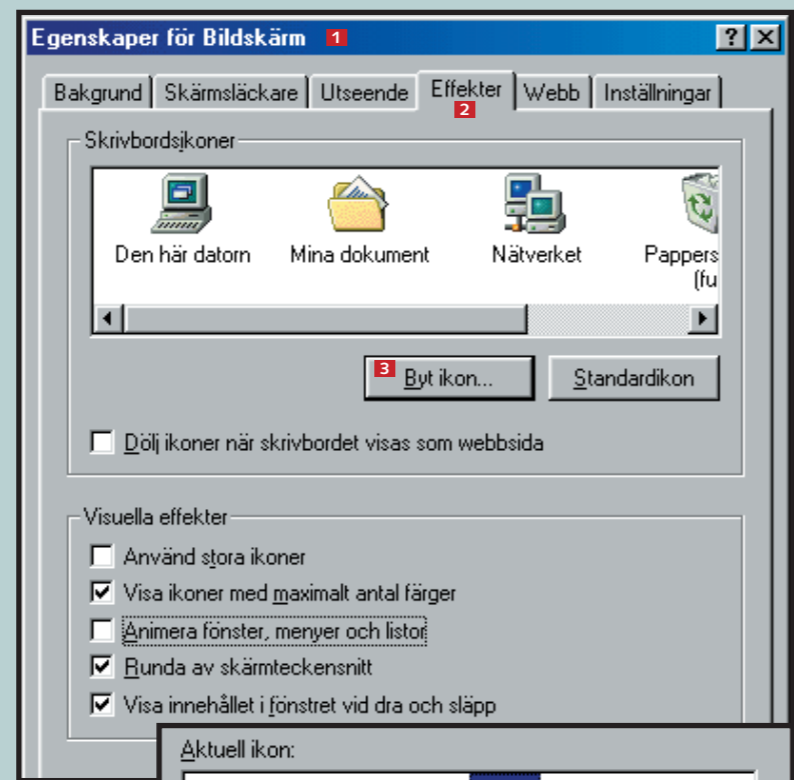 Egenskaper för Bildskärm 1
Bakgrund Skärmsläckare Utseende Effekter Webb Inställningar
2
Skrivbordsikoner
Den här datorn Mina dokument Nätverket Pappers
(fu
3 Byt ikon... Standardikon
Dölj ikoner när skrivbordet visas som webbsida
Visuella effekter
Använd stora ikoner
Visa ikoner med maximalt antal färger
Animera fönster, menyer och listor
Runda av skärmteckensnitt
Visa innehållet i fönstret vid dra och släpp
Aktuell ikon: